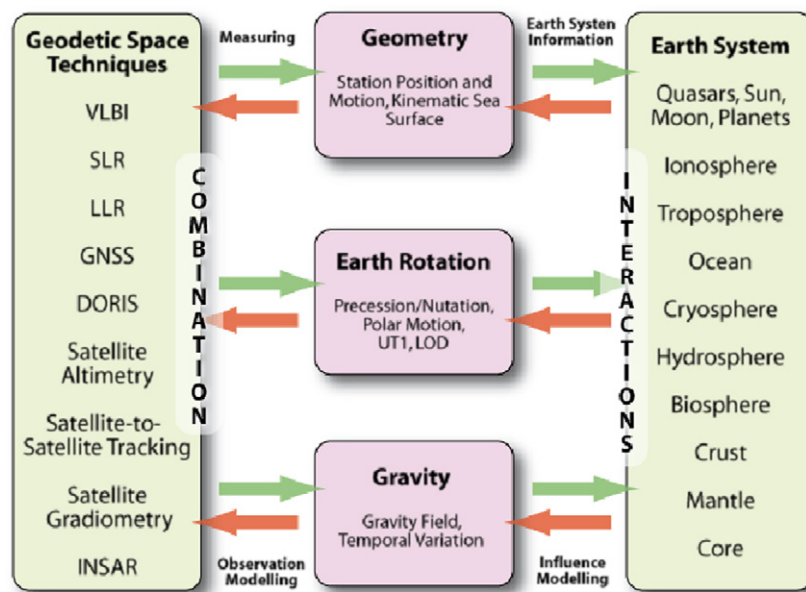 Geodetic Space
Techniques
VLBI
SLR
LLR
GNSS
DORIS
Satellite
Altimetry
Satellite-to-
Satellite Tracking
Satellite
Gradiometry
INSAR
COMBINATION
Measuring
Observation
Modelling
Geometry
Station Position and
Motion, Kinematic Sea
Surface
Earth Rotation
Precession/Nutation,
Polar Motion,
UT1, LOD
Gravity
Gravity Field,
Temporal Variation
Earth Systen
Information
Influence
Modelling
INTERACTIONS
Earth System
Quasars, Sun,
Moon, Planets
Ionosphere
Troposphere
Ocean
Cryosphere
Hydrosphere
Biosphere
Crust
Mantle
Core